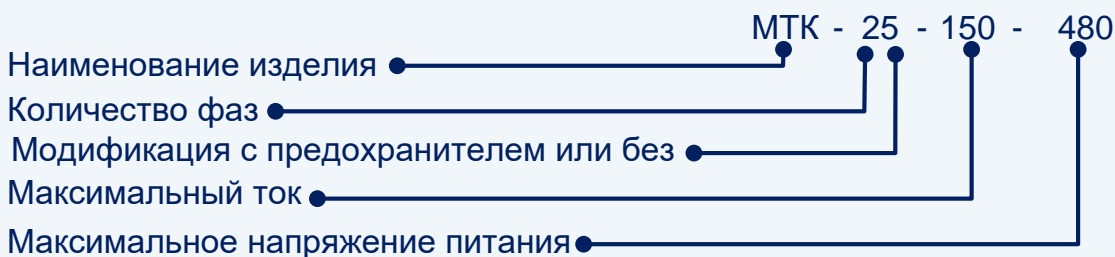 МТК - 25 - 150 - 480
Наименование изделия
Количество фаз
Модификация с предохранителем или без
Максимальный ток
Максимальное напряжение питания